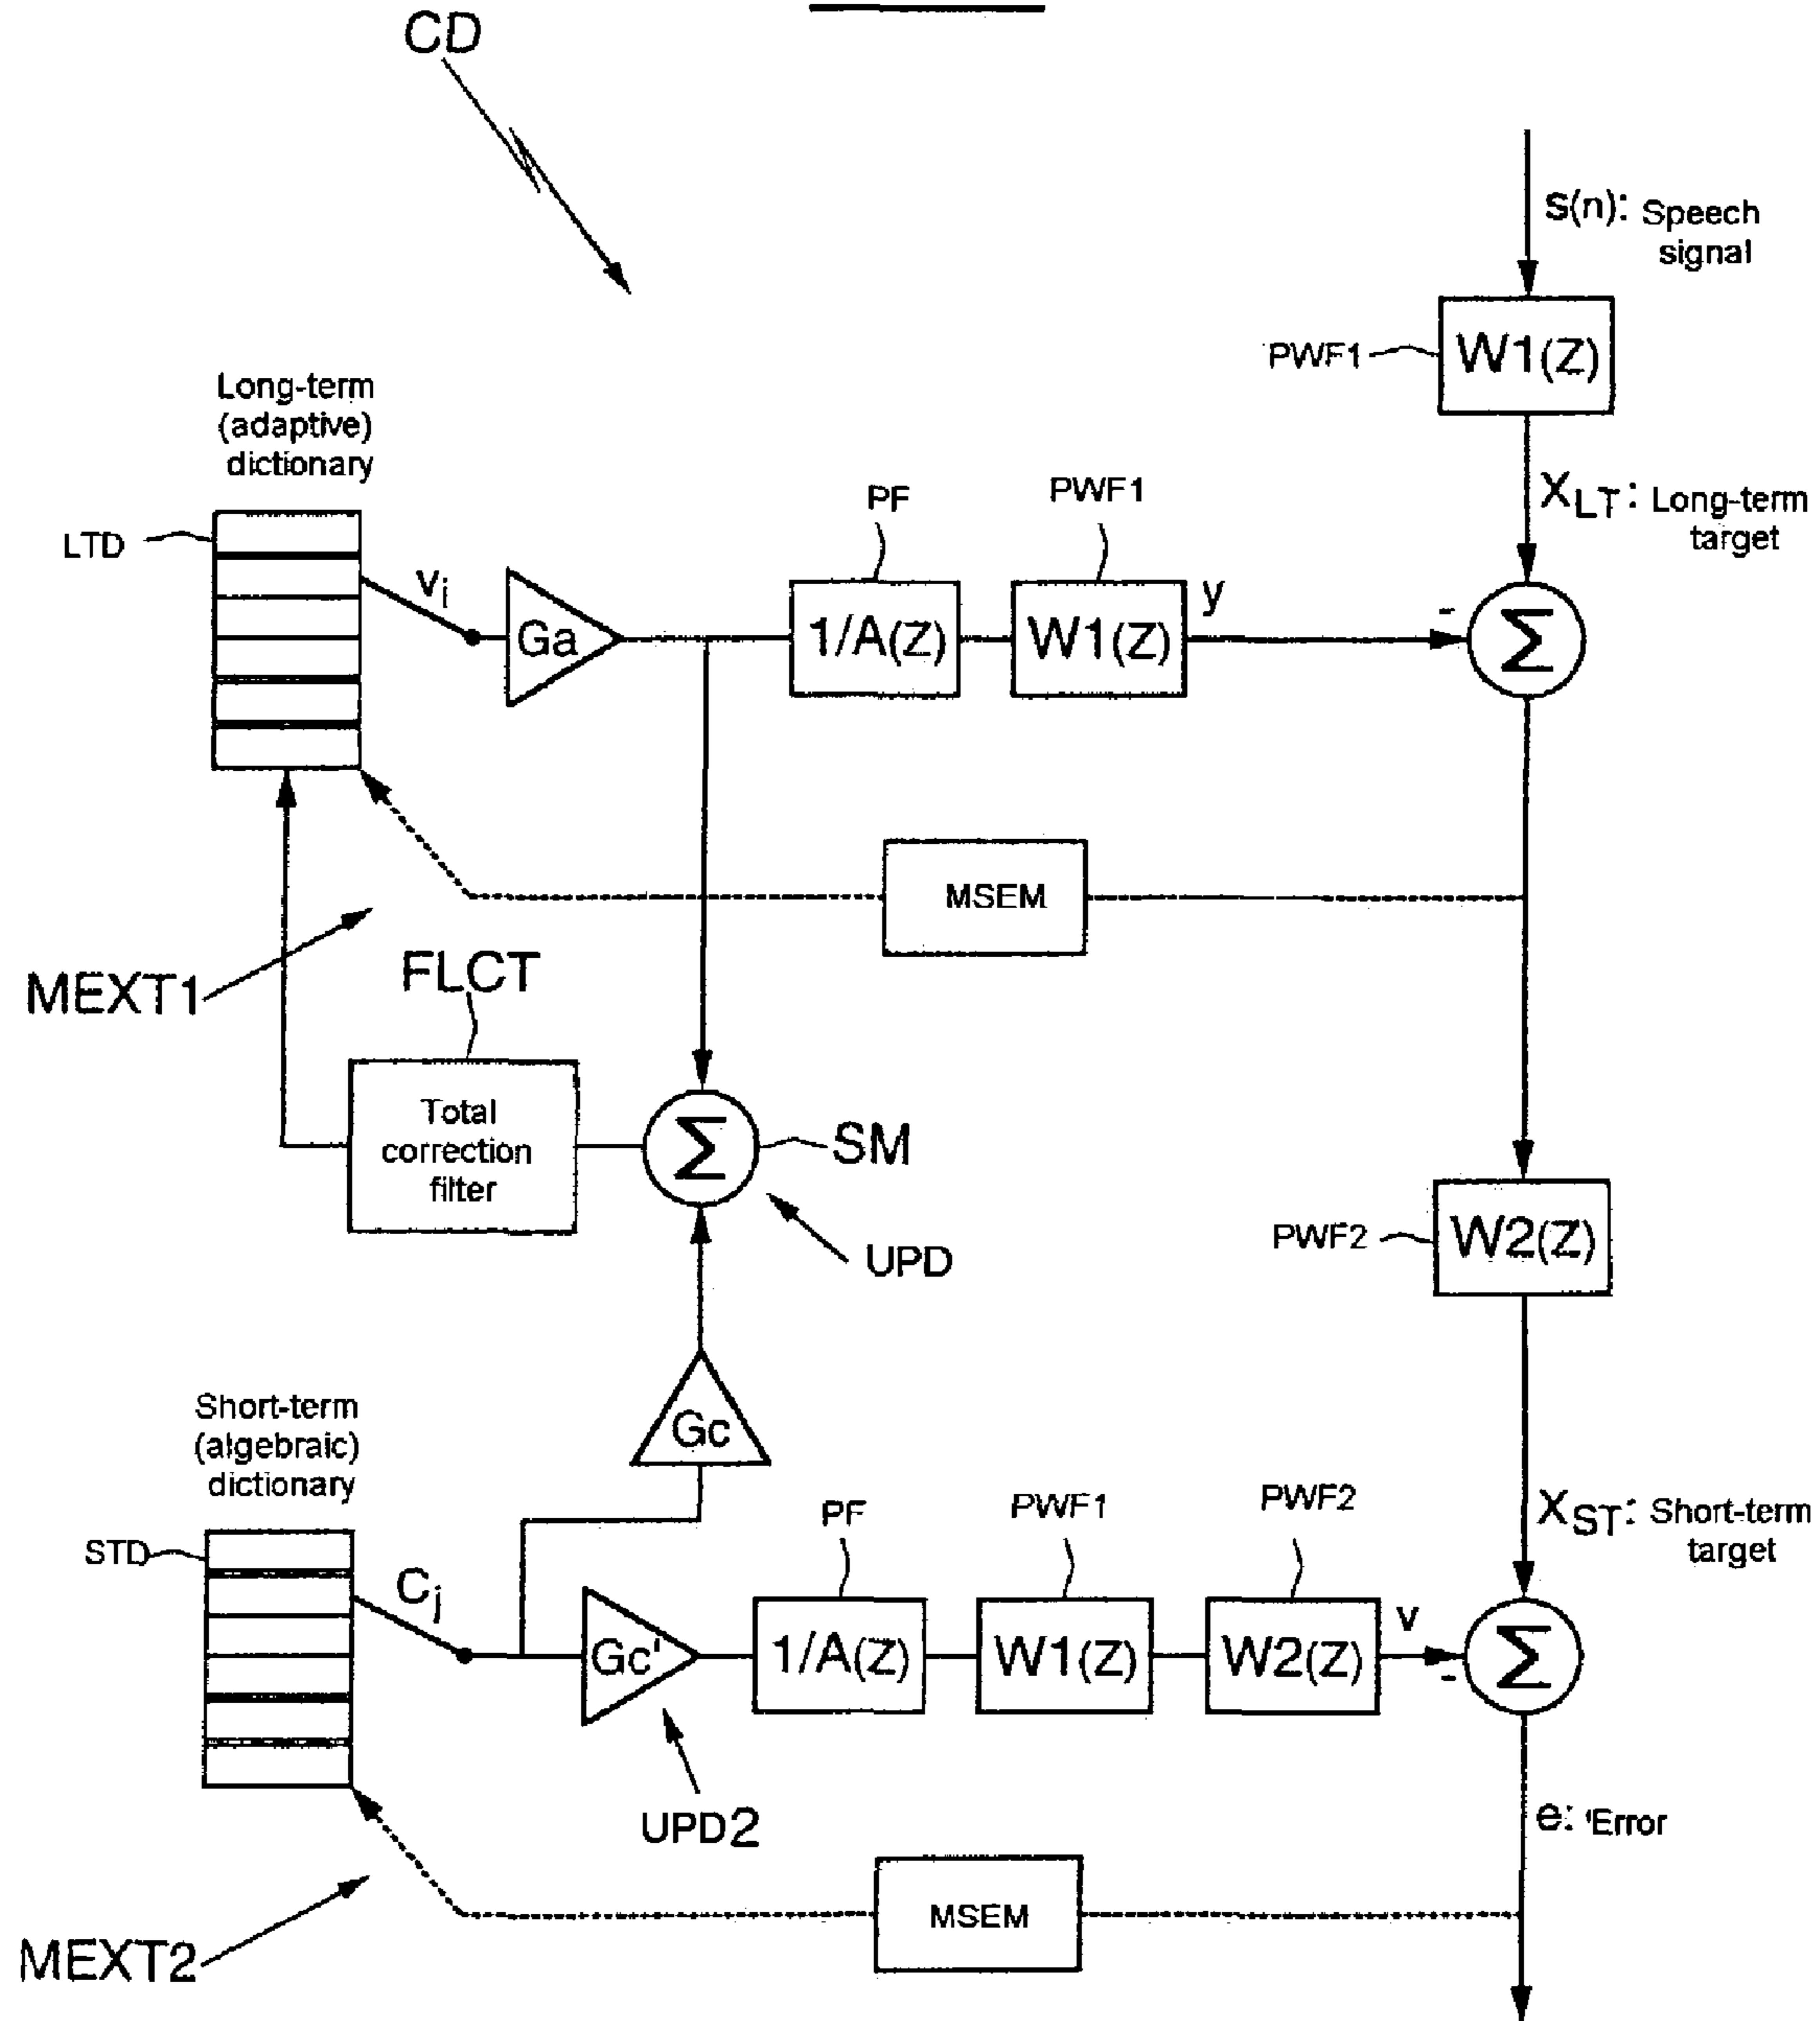 CD
s(n): Speech
signal
PWF1
W1(Z)
Long-term
(adaptive)
dictionary
XLT: Long-term
target
PF
PWF1
LTD
vi
Ga
1/A(Z)
W1(Z)
y
-
Σ
MSEM
MEXT1
FLCT
Total
correction
filter
Σ
SM
UPD
PWF2
W2(Z)
Gc
Short-term
(algebraic)
dictionary
XST: Short-term
target
PF
PWF1
PWF2
STD
Cj
Gc'
1/A(Z)
W1(Z)
W2(Z)
v
-
Σ
UPD2
e: 'Error
MSEM
MEXT2